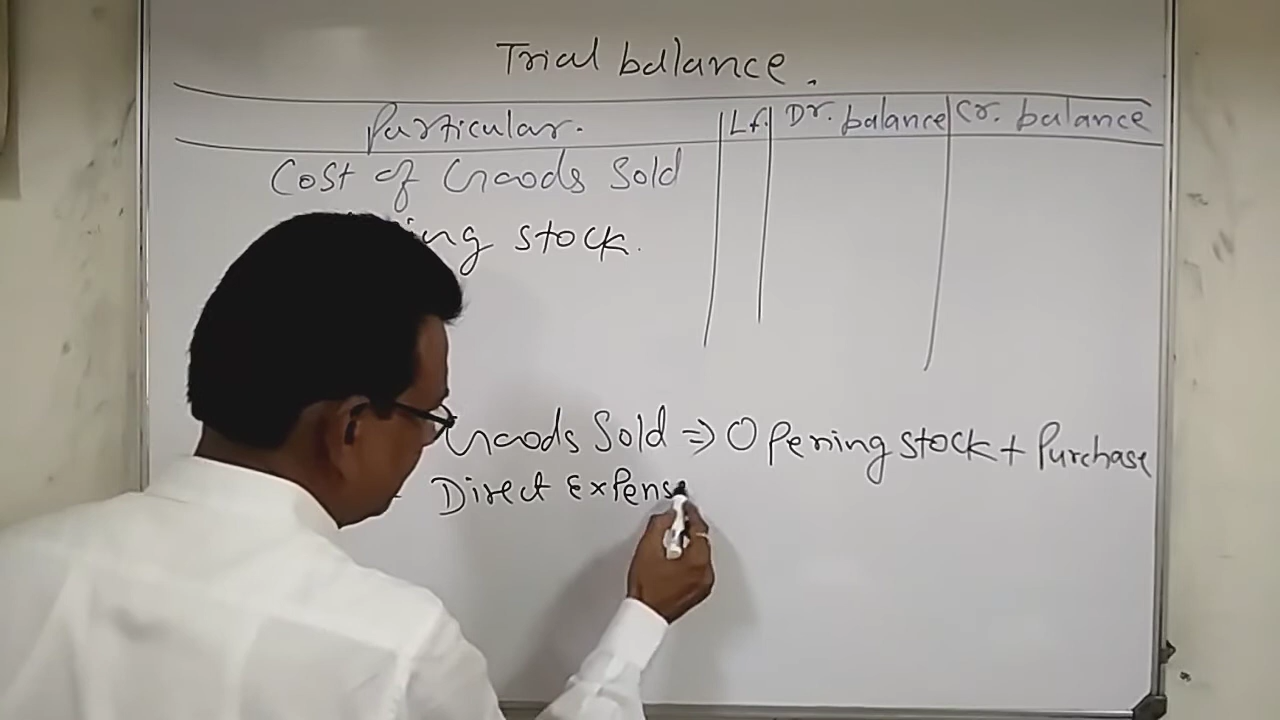 Trial balance.
Particular. L.f. Dr. balance Cr. balance
Cost of Goods Sold
stock.
Goods Sold => Opening stock + Purchase
Direct Expens